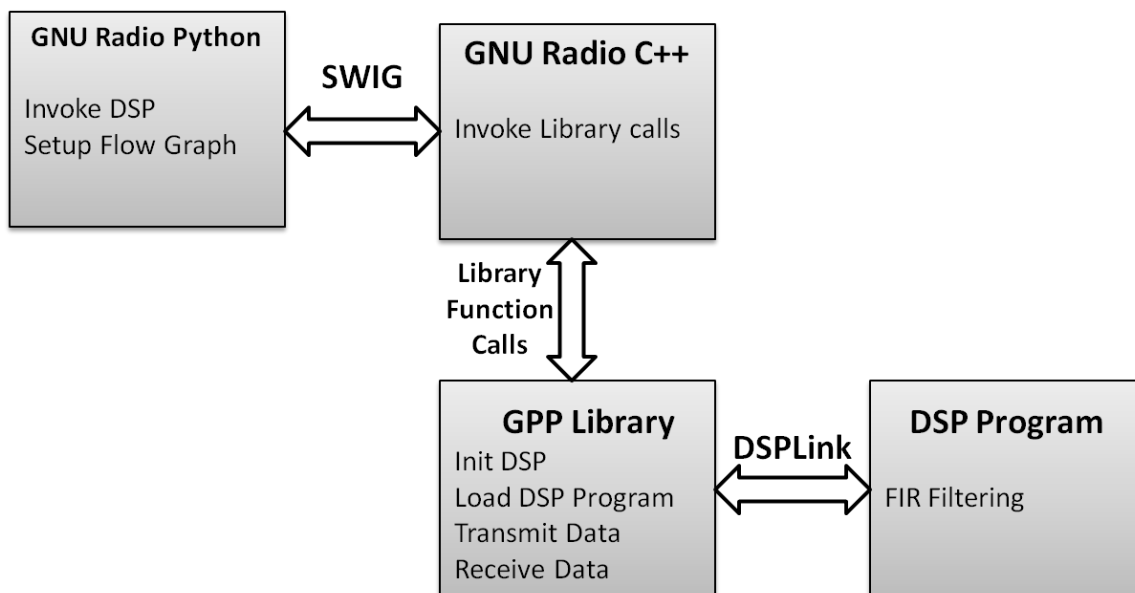 GNU Radio Python
Invoke DSP
Setup Flow Graph
SWIG
GNU Radio C++
Invoke Library calls
Library
Function
Calls
GPP Library
Init DSP
Load DSP Program
Transmit Data
Receive Data
DSPLink
DSP Program
FIR Filtering